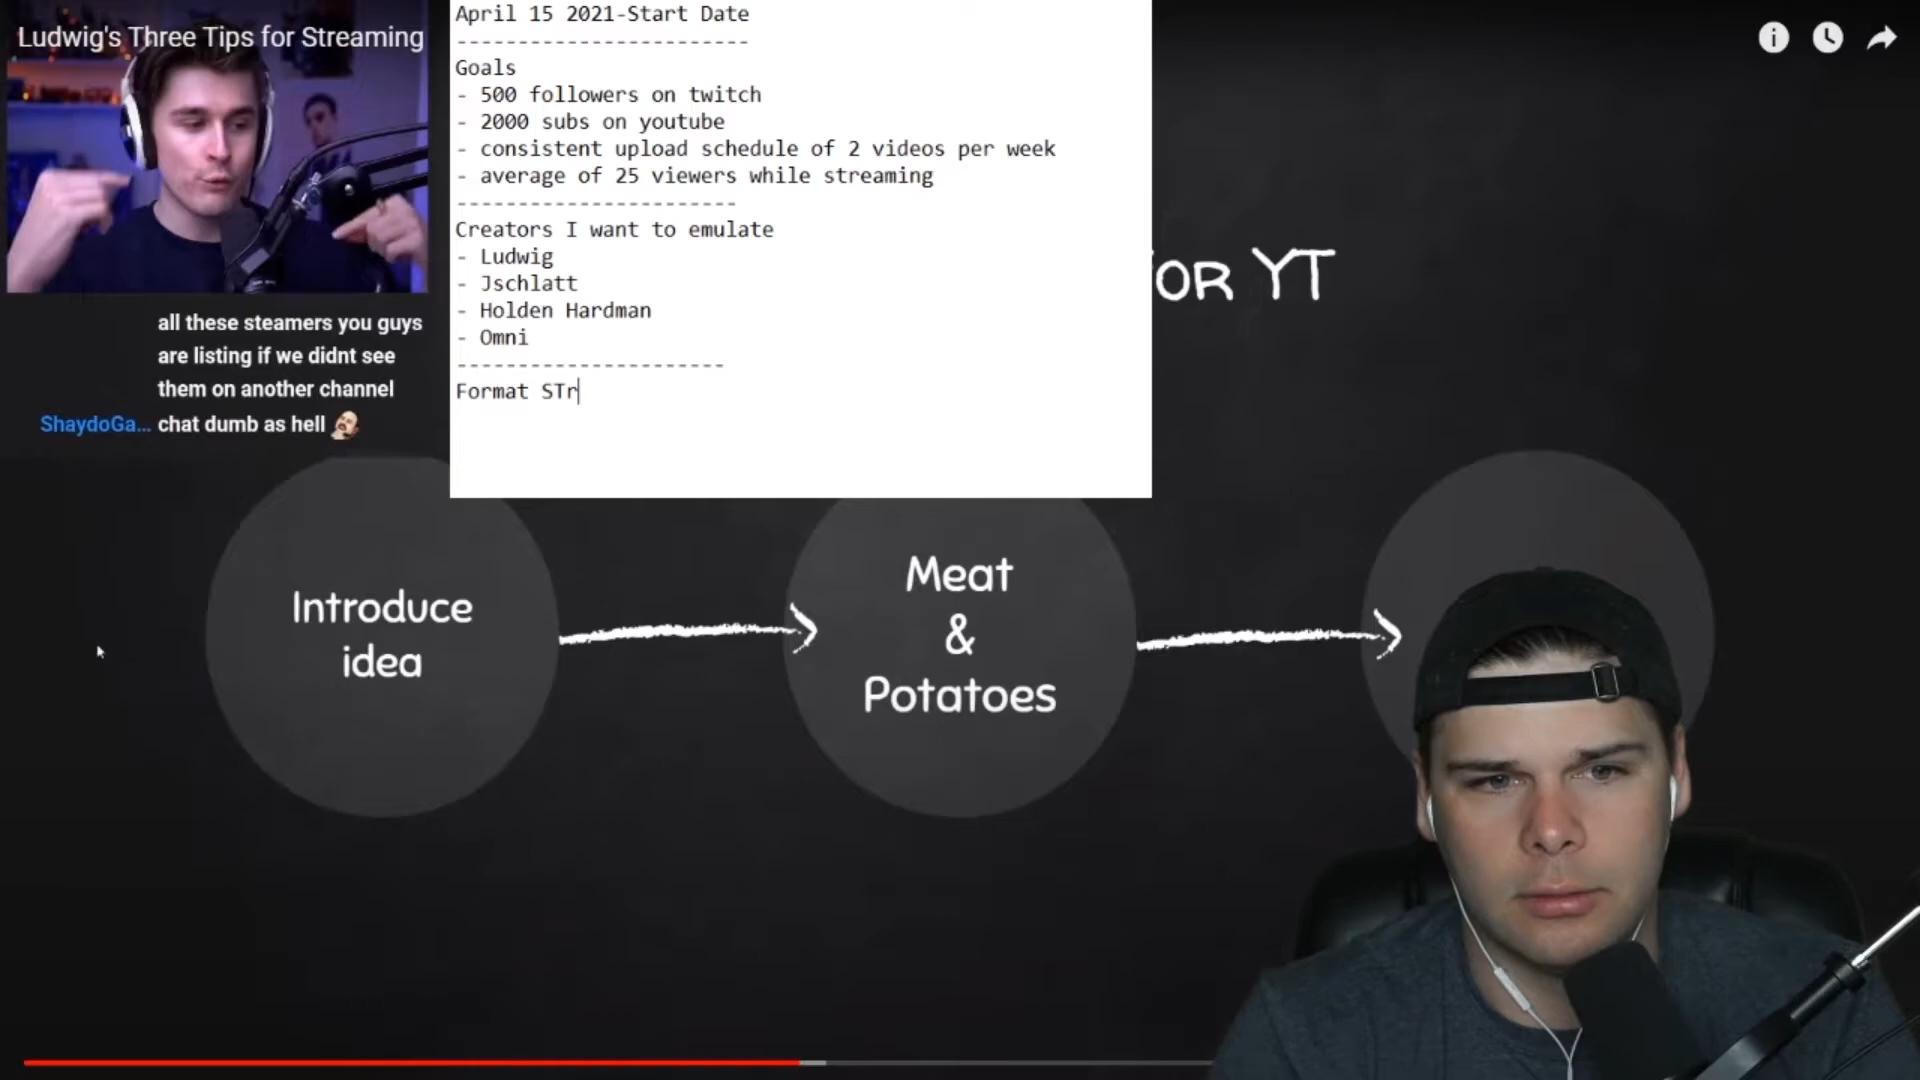 Ludwig's Three Tips for Streaming
April 15 2021-Start Date
------------------------
Goals
- 500 followers on twitch
- 2000 subs on youtube
- consistent upload schedule of 2 videos per week
- average of 25 viewers while streaming
-----------------------
Creators I want to emulate
- Ludwig
- Jschlatt
- Holden Hardman
- Omni
----------------------
Format STr
all these steamers you guys
are listing if we didnt see
them on another channel
ShaydoGa... chat dumb as hell
OR YT
Introduce
idea
Meat
&
Potatoes